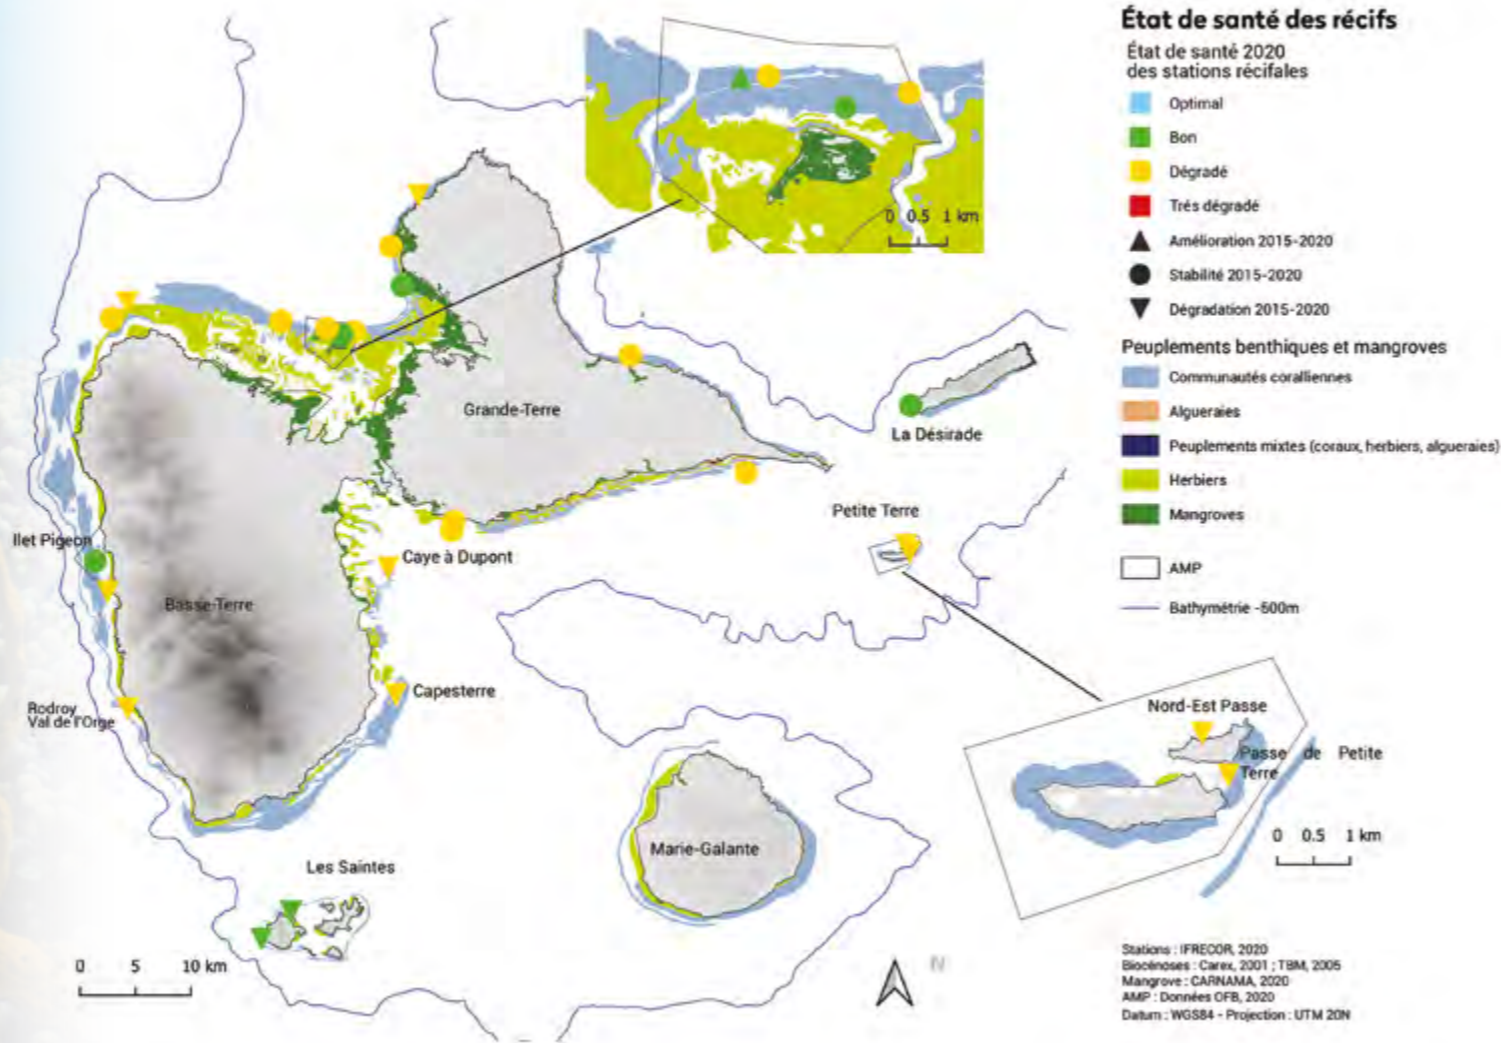 État de santé des récifs
État de santé 2020
des stations récifales
Optimal
Bon
Dégradé
Trés dégradé
Amélioration 2015-2020
Stabilité 2015-2020
Dégradation 2015-2020
Peuplements benthiques et mangroves
Communautés coralliennes
Algueraies
Peuplements mixtes (coraux, herbiers, algueraies)
Herbiers
Mangroves
AMP
Bathymétrie -500m
0 0.5 1 km
Grande-Terre
La Désirade
Petite Terre
Ilet Pigeon
Caye à Dupont
Basse-Terre
Capesterre
Rodroy
Val de l'Orge
Nord-Est Passe
Passe de Petite
Terre
0 0.5 1 km
Marie-Galante
Les Saintes
0 5 10 km
N
Stations : IFRECOR, 2020
Biocénoses : Carex, 2001 ; TBM, 2005
Mangrove : CARNAMA, 2020
AMP : Données OFB, 2020
Datum : WGS84 - Projection : UTM 20N